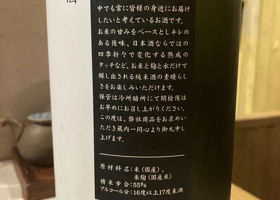 酒
中でも常に皆様の身近にお届け
したいと考えているお酒です。
お米の甘みをベースとしキレの
ある後味、日本酒ならではの
四季折々で変化する熟成の
タッチなど、お米と麹と水だけで
醸し出される純米酒の素晴らし
さをお楽しみいただけます。
保管は冷所暗所にて開栓後は
お早めにお召し上がりください。
この度は、弊社商品をお求めい
ただき蔵内一同心より御礼申し
上げます。
原材料名:米(国産)、
米麹(国産米)
精米歩合:55%
アルコール分:16度以上17度未満